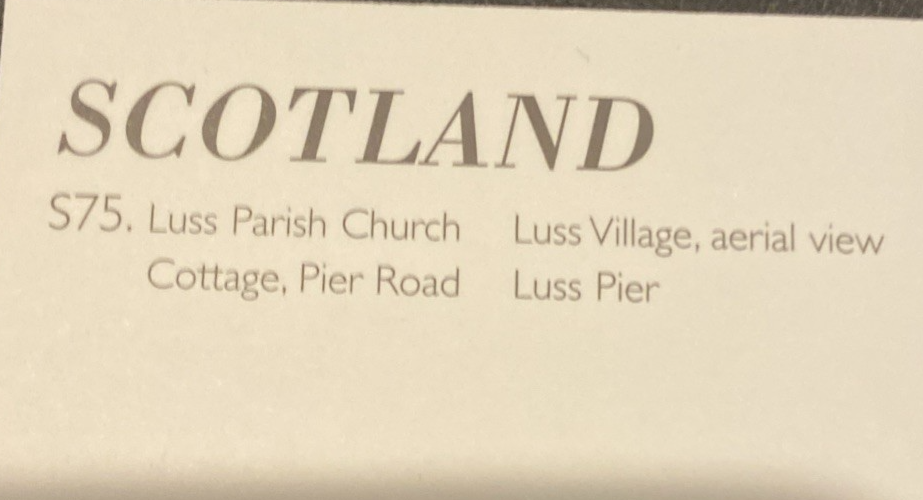 SCOTLAND
S75. Luss Parish Church Luss Village, aerial view
Cottage, Pier Road Luss Pier